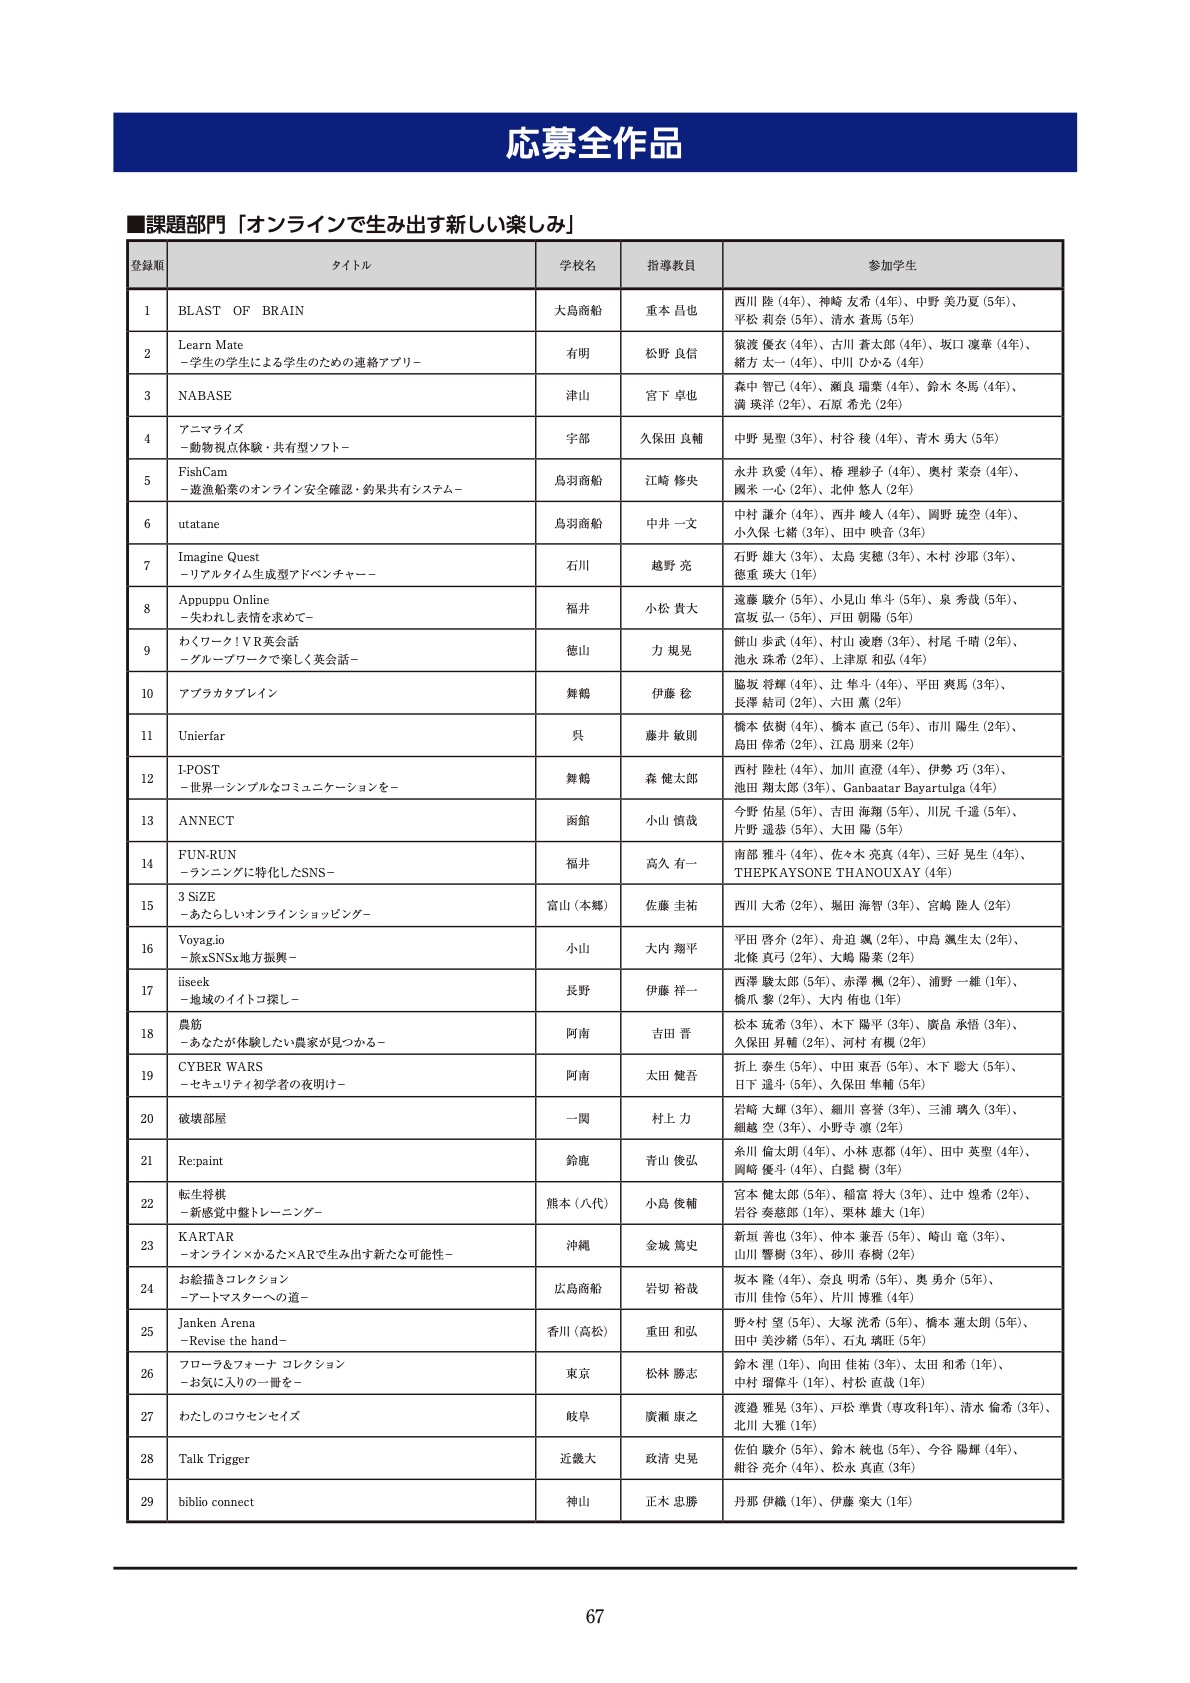 応募全作品
■課題部門「オンラインで生み出す新しい楽しみ」
登録順 タイトル 学校名 指導教員 参加学生
1 BLAST OF BRAIN 大島商船 重本 昌也 西川 陸（4年）、神崎 友希（4年）、中野 美乃夏（5年）、
平松 莉奈（5年）、清水 蒼馬（5年）
2 Learn Mate
－学生の学生による学生のための連絡アプリ－ 有明 松野 良信 猿渡 優衣（4年）、古川 蒼太郎（4年）、坂口 凜華（4年）、
緒方 太一（4年）、中川 ひかる（4年）
3 NABASE 津山 宮下 卓也 森中 智己（4年）、瀬良 瑞葉（4年）、鈴木 冬馬（4年）、
満 瑛洋（2年）、石原 希光（2年）
4 アニマライズ
－動物視点体験・共有型ソフト－ 宇部 久保田 良輔 中野 晃聖（3年）、村谷 稜（4年）、青木 勇大（5年）
5 FishCam
－遊漁船業のオンライン安全確認・釣果共有システム－ 鳥羽商船 江崎 修央 永井 玖愛（4年）、椿 理紗子（4年）、奥村 茉奈（4年）、
國米 一心（2年）、北仲 悠人（2年）
6 utatane 鳥羽商船 中井 一文 中村 謙介（4年）、西井 崚人（4年）、岡野 琉空（4年）、
小久保 七緒（3年）、田中 映音（3年）
7 Imagine Quest
－リアルタイム生成型アドベンチャー－ 石川 越野 亮 石野 雄大（3年）、太島 実穂（3年）、木村 沙耶（3年）、
徳重 瑛大（1年）
8 Appuppu Online
－失われし表情を求めて－ 福井 小松 貴大 遠藤 駿介（5年）、小見山 隼斗（5年）、泉 秀哉（5年）、
富坂 弘一（5年）、戸田 朝陽（5年）
9 わくワーク！ＶＲ英会話
－グループワークで楽しく英会話－ 徳山 力 規晃 餅山 歩武（4年）、村山 凌磨（3年）、村尾 千晴（2年）、
池永 珠希（2年）、上津原 和弘（4年）
10 アブラカタブレイン 舞鶴 伊藤 稔 脇坂 将輝（4年）、辻 隼斗（4年）、平田 爽馬（3年）、
長澤 結司（2年）、六田 薫（2年）
11 Unierfar 呉 藤井 敏則 橋本 依樹（4年）、橋本 直己（5年）、市川 陽生（2年）、
島田 倖希（2年）、江島 朋来（2年）
12 I-POST
－世界一シンプルなコミュニケーションを－ 舞鶴 森 健太郎 西村 陸杜（4年）、加川 直澄（4年）、伊勢 巧（3年）、
池田 翔太郎（3年）、Ganbaatar Bayartulga（4年）
13 ANNECT 函館 小山 慎哉 今野 佑星（5年）、吉田 海翔（5年）、川尻 千遥（5年）、
片野 遥恭（5年）、大田 陽（5年）
14 FUN-RUN
－ランニングに特化したSNS－ 福井 高久 有一 南部 雅斗（4年）、佐々木 亮真（4年）、三好 晃生（4年）、
THEPKAYSONE THANOUXAY（4年）
15 3 SiZE
－あたらしいオンラインショッピング－ 富山（本郷） 佐藤 圭祐 西川 大希（2年）、堀田 海智（3年）、宮嶋 陸人（2年）
16 Voyag.io
－旅xSNSx地方振興－ 小山 大内 翔平 平田 啓介（2年）、舟迫 颯（2年）、中島 颯生太（2年）、
北條 真弓（2年）、大嶋 陽菜（2年）
17 iiseek
－地域のイイトコ探し－ 長野 伊藤 祥一 西澤 駿太郎（5年）、赤澤 楓（2年）、浦野 一維（1年）、
橋爪 黎（2年）、大内 侑也（1年）
18 農筋
－あなたが体験したい農家が見つかる－ 阿南 吉田 晋 松本 琉希（3年）、木下 陽平（3年）、廣畠 承悟（3年）、
久保田 昇輔（2年）、河村 有槻（2年）
19 CYBER WARS
－セキュリティ初学者の夜明け－ 阿南 太田 健吾 折上 泰生（5年）、中田 東吾（5年）、木下 聡大（5年）、
日下 遥斗（5年）、久保田 隼輔（5年）
20 破壊部屋 一関 村上 力 岩﨑 大輝（3年）、細川 喜誉（3年）、三浦 璃久（3年）、
細越 空（3年）、小野寺 凛（2年）
21 Re:paint 鈴鹿 青山 俊弘 糸川 倫太朗（4年）、小林 恵都（4年）、田中 英聖（4年）、
岡﨑 優斗（4年）、白髭 樹（3年）
22 転生将棋
－新感覚中盤トレーニング－ 熊本（八代） 小島 俊輔 宮本 健太郎（5年）、稲富 将大（3年）、辻中 煌希（2年）、
岩谷 奏慈郎（1年）、栗林 雄大（1年）
23 KARTAR
－オンライン×かるた×ARで生み出す新たな可能性－ 沖縄 金城 篤史 新垣 善也（3年）、仲本 兼吾（5年）、崎山 竜（3年）、
山川 響樹（3年）、砂川 春樹（2年）
24 お絵描きコレクション
－アートマスターへの道－ 広島商船 岩切 裕哉 坂本 隆（4年）、奈良 明希（5年）、奥 勇介（5年）、
市川 佳怜（5年）、片川 博雅（4年）
25 Janken Arena
－Revise the hand－ 香川（高松） 重田 和弘 野々村 望（5年）、大塚 洸希（5年）、橋本 蓮太朗（5年）、
田中 美沙緒（5年）、石丸 璃旺（5年）
26 フローラ&フォーナ コレクション
－お気に入りの一冊を－ 東京 松林 勝志 鈴木 浬（1年）、向田 佳祐（3年）、太田 和希（1年）、
中村 瑠偉斗（1年）、村松 直哉（1年）
27 わたしのコウセンセイズ 岐阜 廣瀬 康之 渡邉 雅晃（3年）、戸松 準貴（専攻科1年）、清水 倫希（3年）、
北川 大雅（1年）
28 Talk Trigger 近畿大 政清 史晃 佐伯 駿介（5年）、鈴木 統也（5年）、今谷 陽輝（4年）、
紺谷 亮介（4年）、松永 真直（3年）
29 biblio connect 神山 正木 忠勝 丹那 伊織（1年）、伊藤 楽大（1年）
67